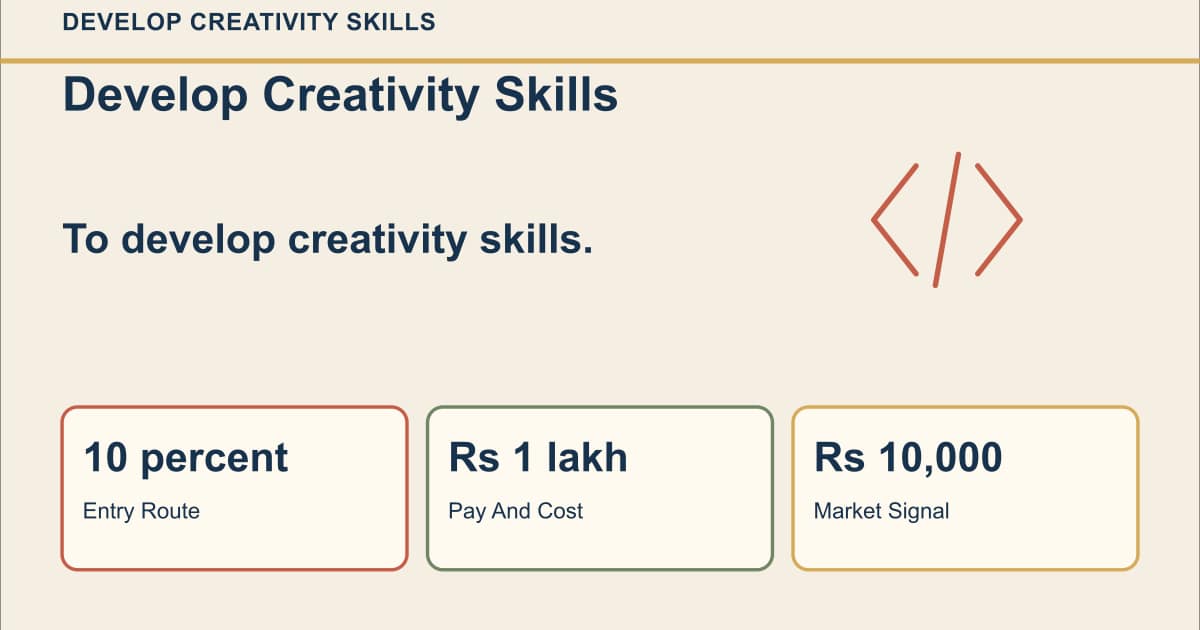 DEVELOP CREATIVITY SKILLS
Develop Creativity Skills
To develop creativity skills.
10 percent
Entry Route
Rs 1 lakh
Pay And Cost
Rs 10,000
Market Signal